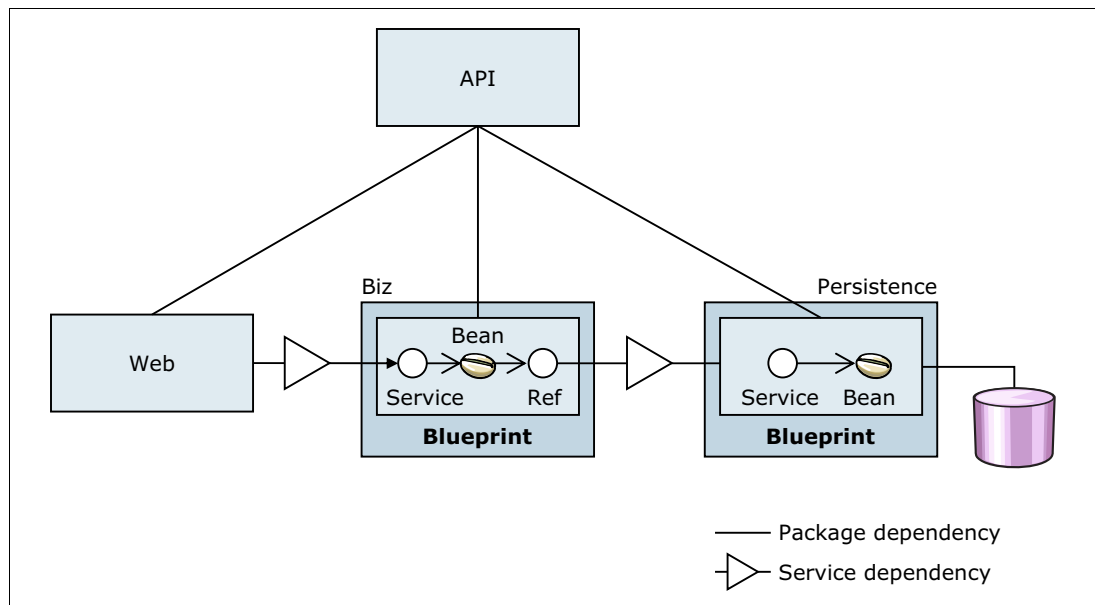 API
Biz
Persistence
Web
Bean
Service
Ref
Service
Bean
Blueprint
Blueprint
Package dependency
Service dependency